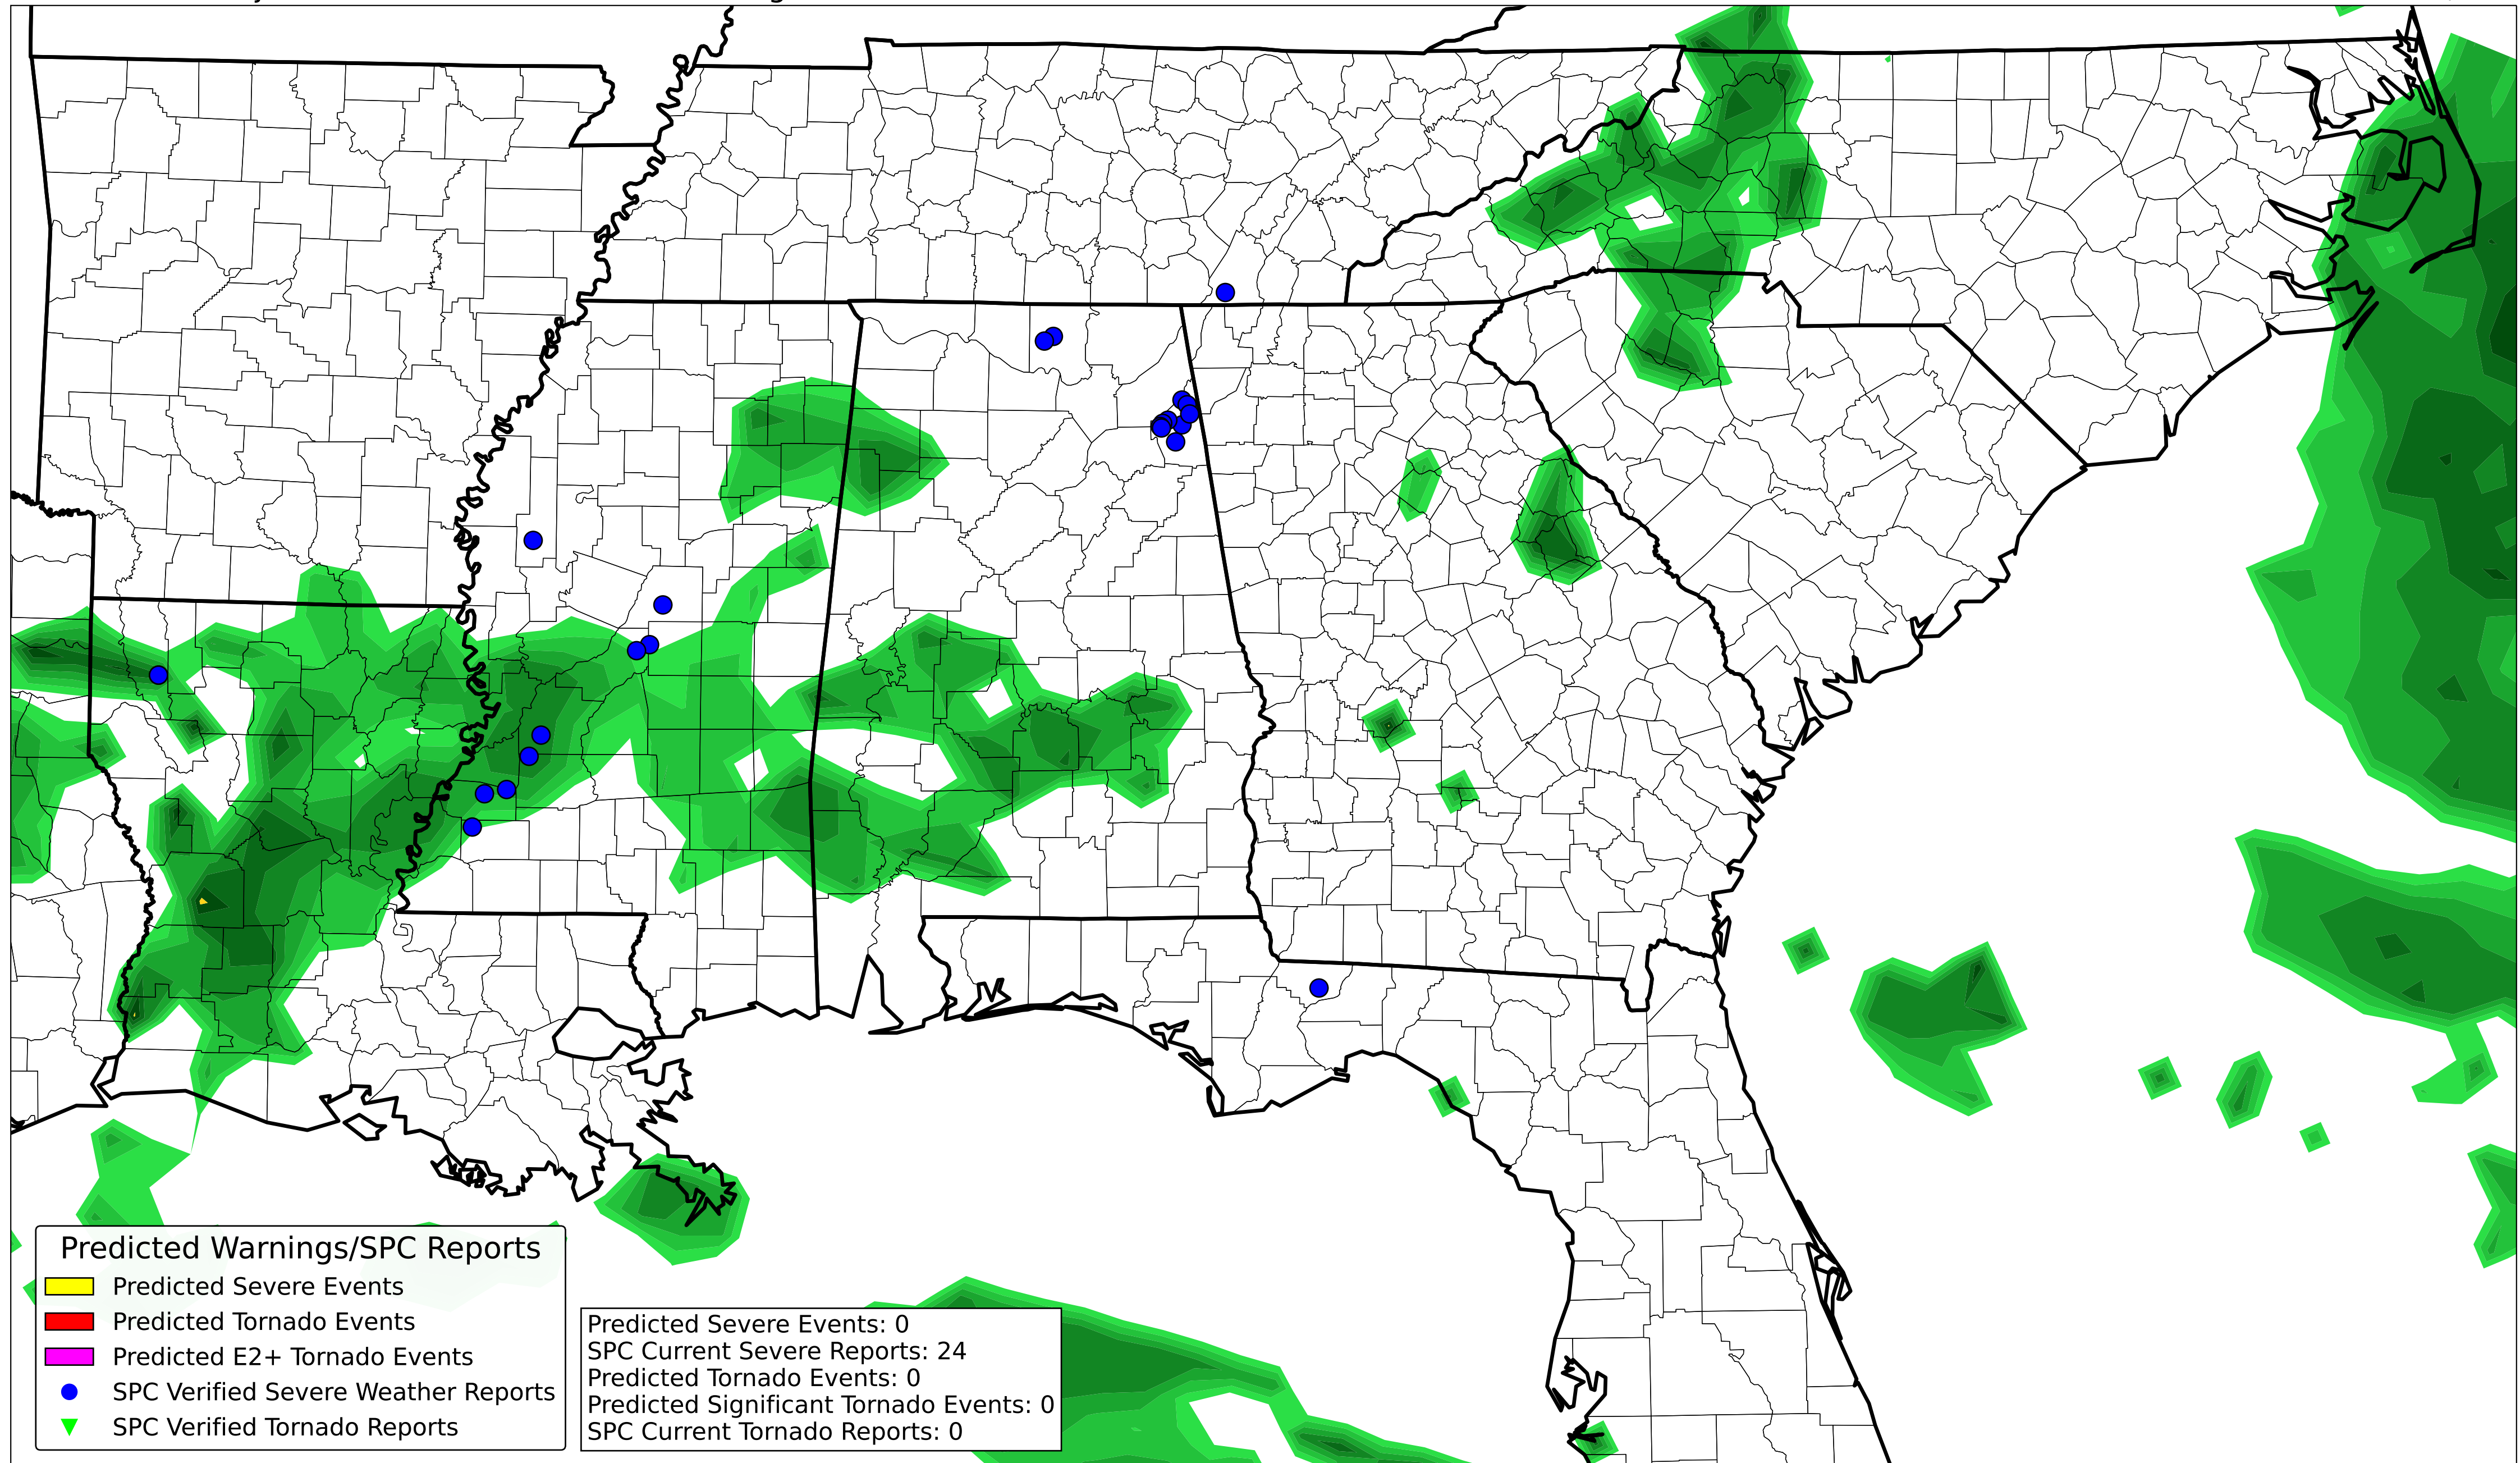 Predicted Warnings/SPC Reports
Predicted Severe Events
Predicted Tornado Events
Predicted E2+ Tornado Events
SPC Verified Severe Weather Reports
SPC Verified Tornado Reports
Predicted Severe Events: 0
SPC Current Severe Reports: 24
Predicted Tornado Events: 0
Predicted Significant Tornado Events: 0
SPC Current Tornado Reports: 0